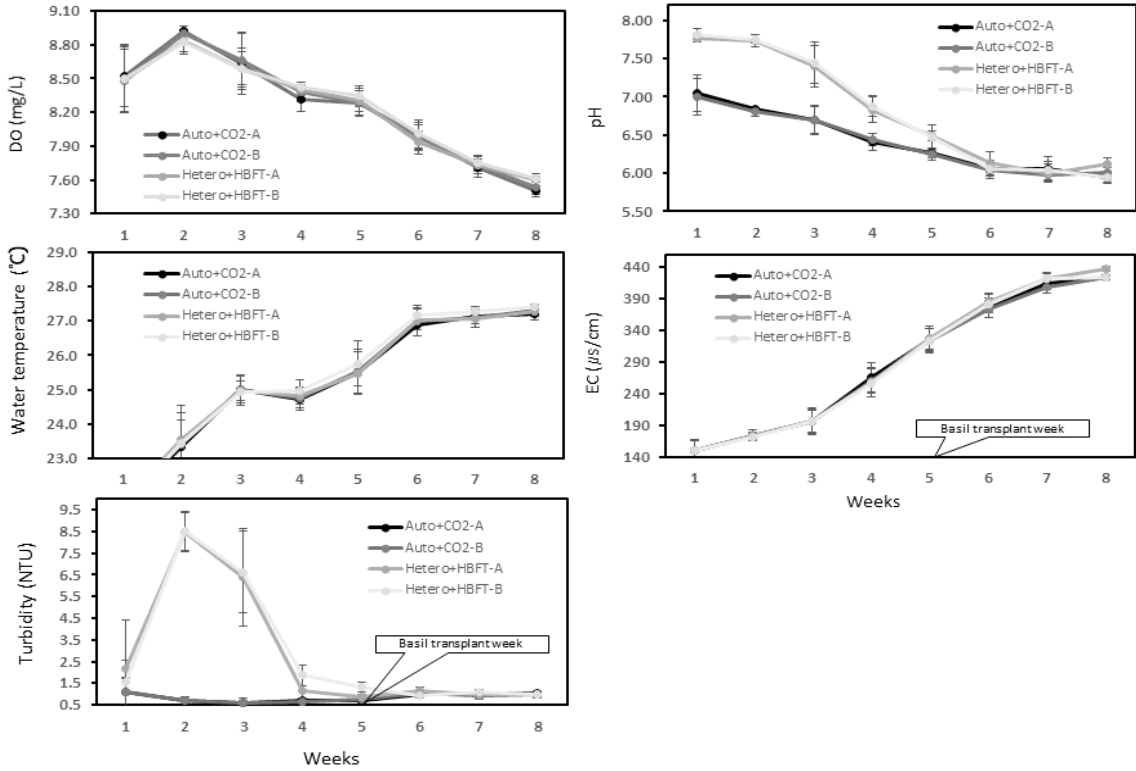 DO (mg/L)
9.10
8.80
8.50
8.20
7.90
7.60
7.30
Auto+CO2-A
Auto+CO2-B
Hetero+HBFT-A
Hetero+HBFT-B
1 2 3 4 5 6 7 8
pH
8.00
7.50
7.00
6.50
6.00
5.50
Auto+CO2-A
Auto+CO2-B
Hetero+HBFT-A
Hetero+HBFT-B
1 2 3 4 5 6 7 8
Water temperature (℃)
29.0
28.0
27.0
26.0
25.0
24.0
23.0
Auto+CO2-A
Auto+CO2-B
Hetero+HBFT-A
Hetero+HBFT-B
1 2 3 4 5 6 7 8
EC (μs/cm)
440
390
340
290
240
190
140
Auto+CO2-A
Auto+CO2-B
Hetero+HBFT-A
Hetero+HBFT-B
Basil transplant week
1 2 3 4 5 6 7 8
Weeks
Turbidity (NTU)
9.5
8.5
7.5
6.5
5.5
4.5
3.5
2.5
1.5
0.5
Auto+CO2-A
Auto+CO2-B
Hetero+HBFT-A
Hetero+HBFT-B
Basil transplant week
1 2 3 4 5 6 7 8
Weeks